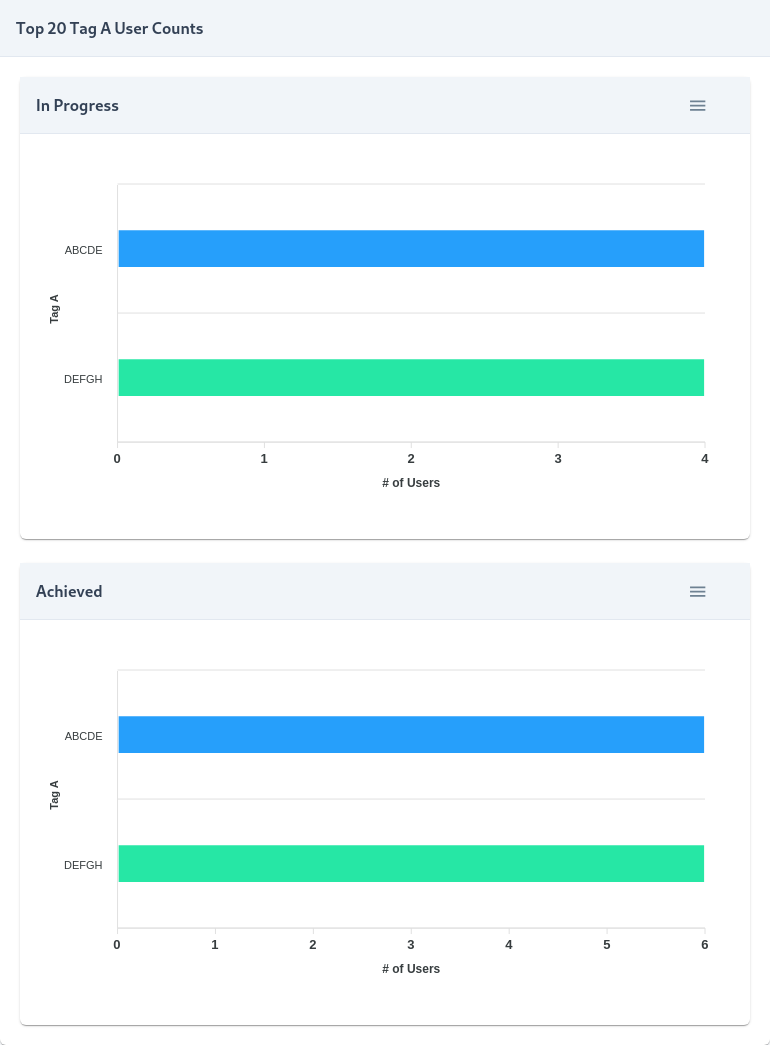 Top 20 Tag A User Counts
In Progress
ABCDE
Tag A
DEFGH
0 1 2 3 4
# of Users
Achieved
ABCDE
Tag A
DEFGH
0 1 2 3 4 5 6
# of Users